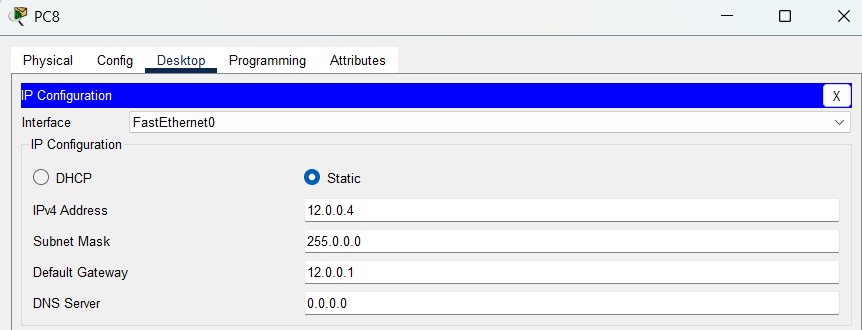 PC8
Physical Config Desktop Programming Attributes
IP Configuration X
Interface FastEthernet0
IP Configuration
DHCP Static
IPv4 Address 12.0.0.4
Subnet Mask 255.0.0.0
Default Gateway 12.0.0.1
DNS Server 0.0.0.0